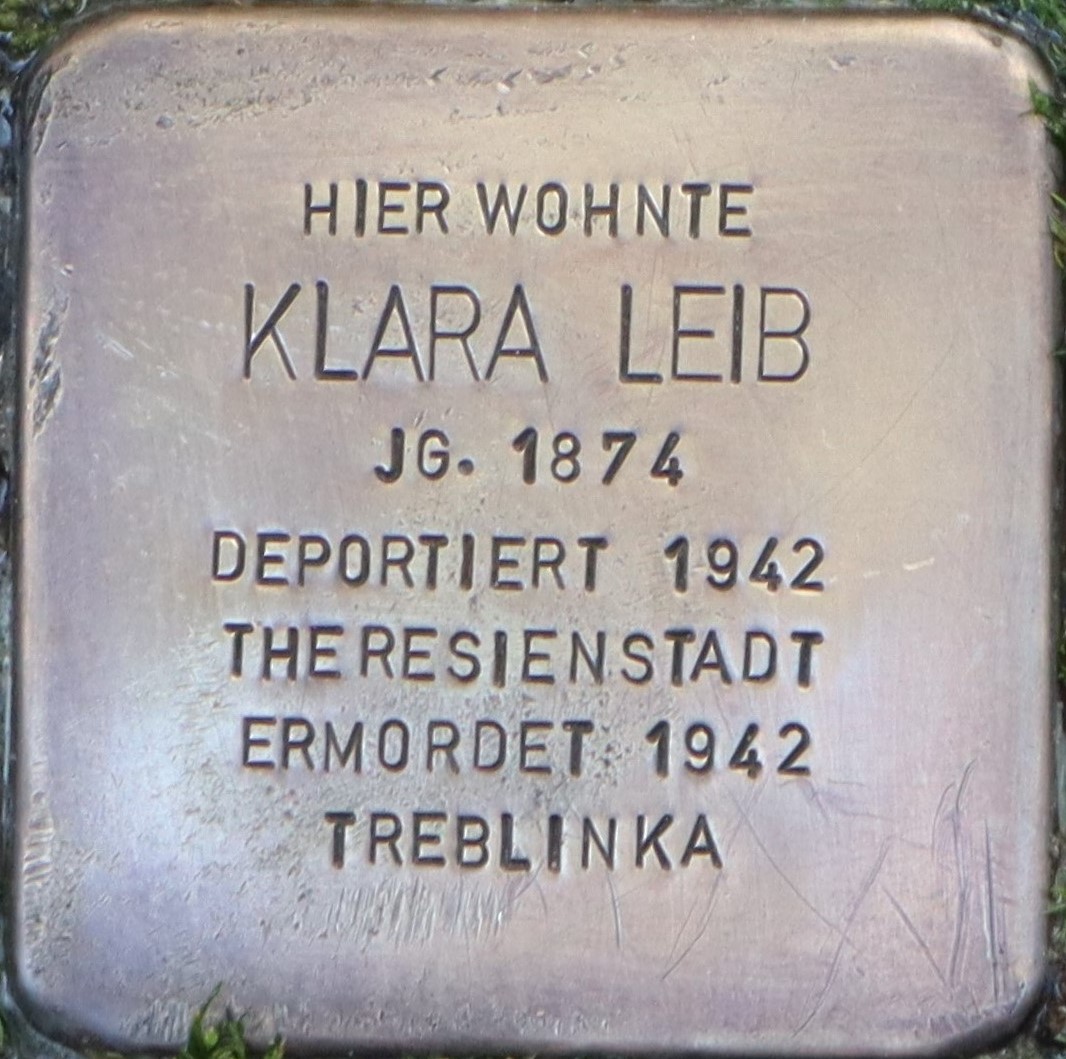 HIER WOHNTE
KLARA LEIB
JG. 1874
DEPORTIERT 1942
THERESIENSTADT
ERMORDET 1942
TREBLINKA